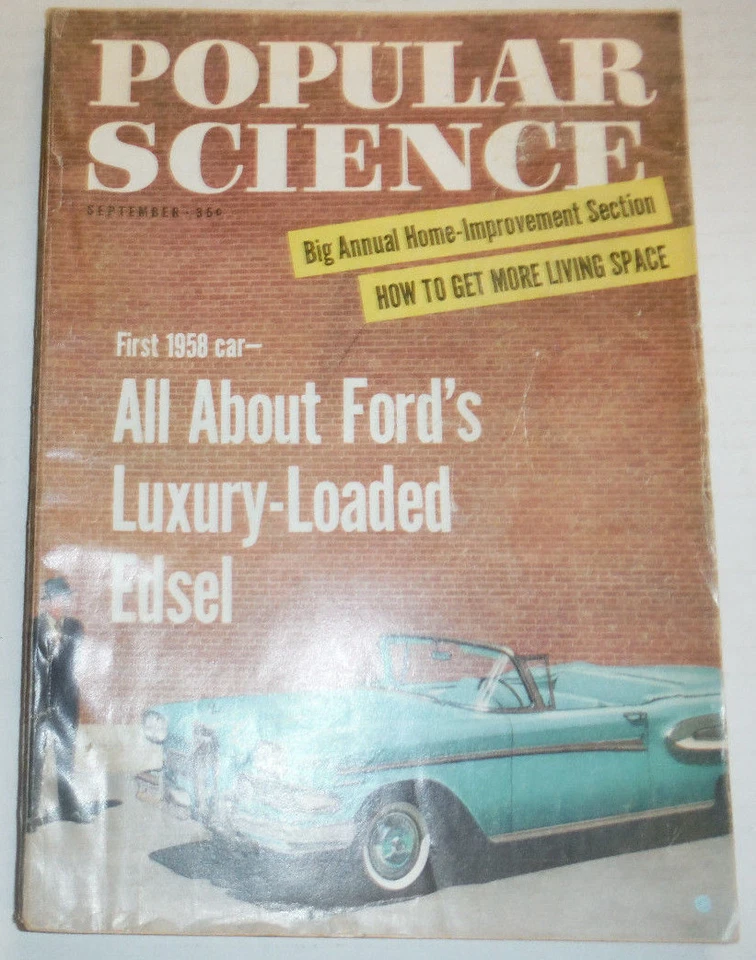 POPULAR
SCIENCE
SEPTEMBER • 35¢
Big Annual Home-Improvement Section
HOW TO GET MORE LIVING SPACE
First 1958 car—
All About Ford's
Luxury-Loaded
Edsel